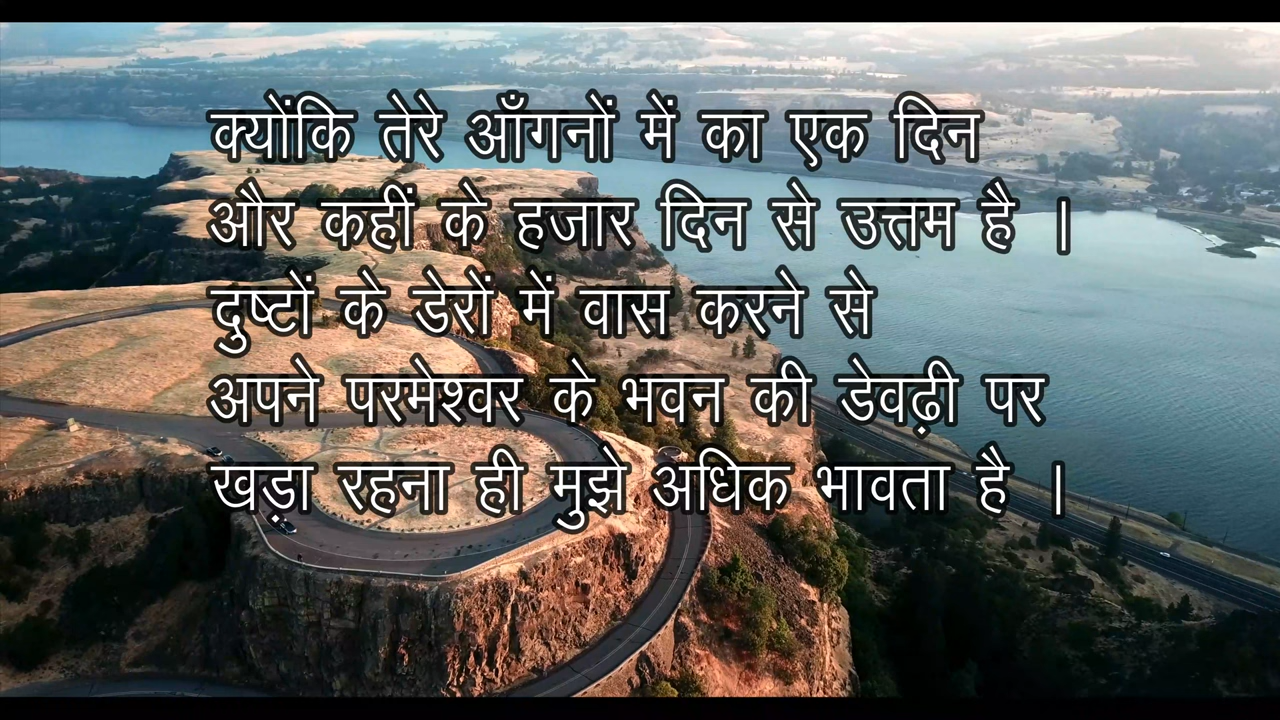 क्योंकि तेरे आँगनों में का एक दिन
और कहीं के हजार दिन से उत्तम है ।
दुष्टों के डेरों में वास करने से
अपने परमेश्वर के भवन की डेवढ़ी पर
खड़ा रहना ही मुझे अधिक भावता है ।